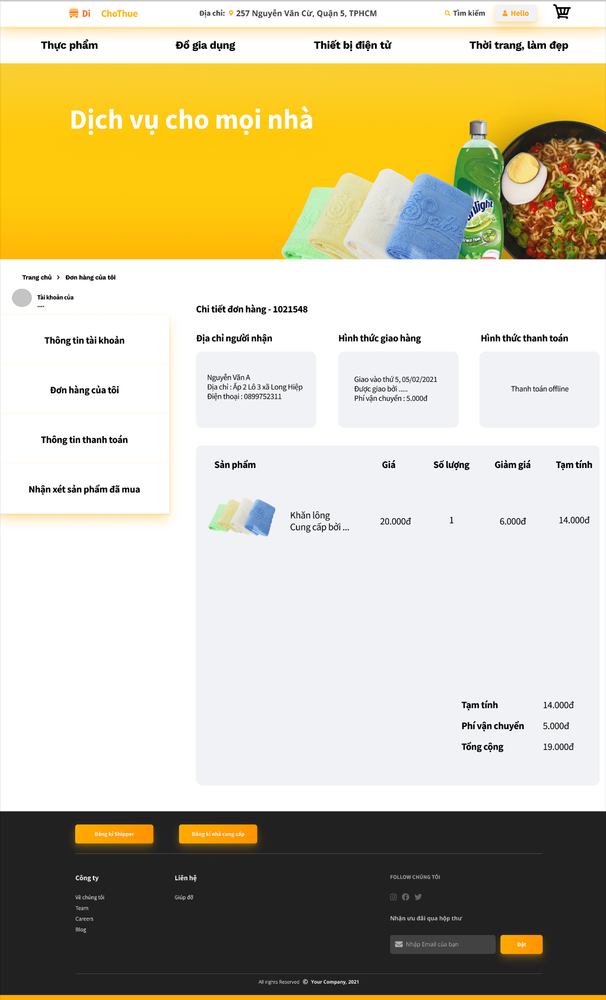 Di ChoThue
Địa chỉ: 257 Nguyễn Văn Cừ, Quận 5, TPHCM
Tìm kiếm
Hello
Thực phẩm
Đồ gia dụng
Thiết bị điện tử
Thời trang, làm đẹp
Dịch vụ cho mọi nhà
Trang chủ > Đơn hàng của tôi
Tài khoản của
....
Thông tin tài khoản
Đơn hàng của tôi
Thông tin thanh toán
Nhận xét sản phẩm đã mua
Chi tiết đơn hàng - 1021548
Địa chỉ người nhận
Nguyễn Văn A
Địa chỉ : Ấp 2 Lô 3 xã Long Hiệp
Điện thoại : 0899752311
Hình thức giao hàng
Giao vào thứ 5, 05/02/2021
Được giao bởi .....
Phí vận chuyển : 5.000đ
Hình thức thanh toán
Thanh toán offline
Sản phẩm
Giá
Số lượng
Giảm giá
Tạm tính
Khăn lông
Cung cấp bởi ...
20.000đ
1
6.000đ
14.000đ
Tạm tính 14.000đ
Phí vận chuyển 5.000đ
Tổng cộng 19.000đ
Đăng kí Shipper
Đăng kí nhà cung cấp
Công ty
Về chúng tôi
Team
Careers
Blog
Liên hệ
Giúp đỡ
FOLLOW CHÚNG TÔI
Nhận ưu đãi qua hộp thư
Nhập Email của bạn
Đặt
All rights Reserved © Your Company, 2021